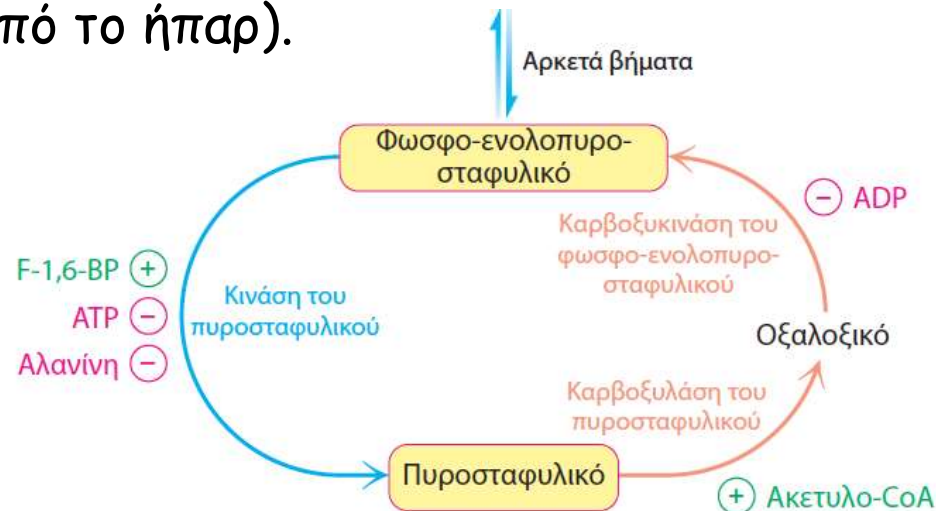 πό το ήπαρ).
Αρκετά βήματα
Φωσφο-ενολοπυρο-
σταφυλικό
− ADP
Καρβοξυκινάση του
φωσφο-ενολοπυρο-
σταφυλικού
F-1,6-BP +
ATP −
Αλανίνη −
Κινάση του
πυροσταφυλικού
Οξαλοξικό
Καρβοξυλάση του
πυροσταφυλικού
Πυροσταφυλικό
+ Ακετυλο-CoA